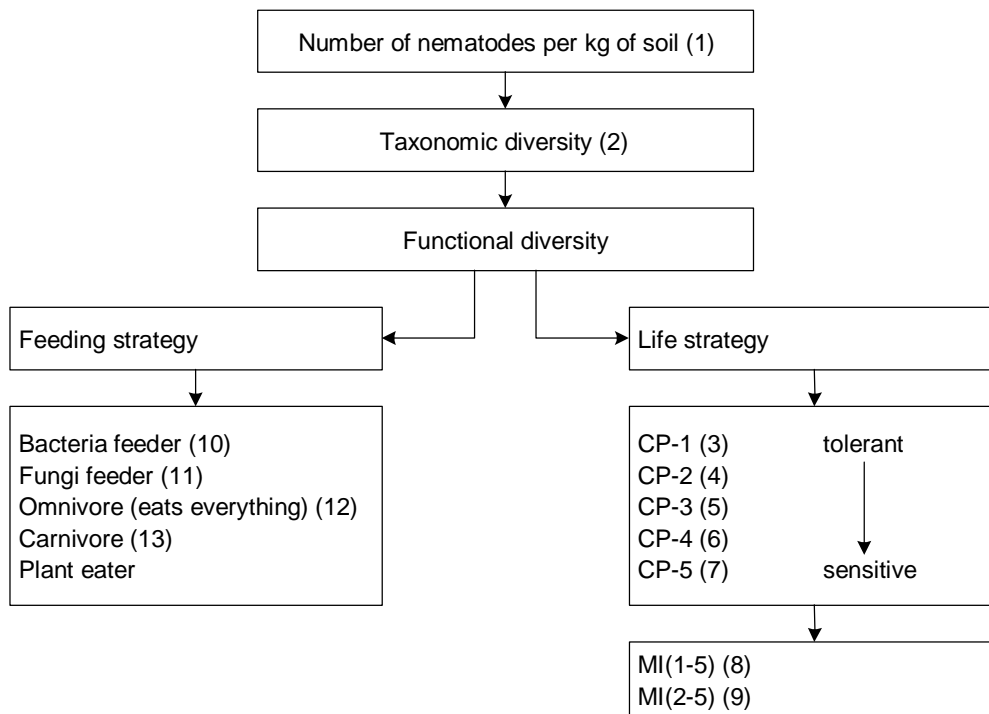 Number of nematodes per kg of soil (1)
Taxonomic diversity (2)
Functional diversity
Feeding strategy
Life strategy
Bacteria feeder (10)
Fungi feeder (11)
Omnivore (eats everything) (12)
Carnivore (13)
Plant eater
CP-1 (3) tolerant
CP-2 (4)
CP-3 (5)
CP-4 (6)
CP-5 (7) sensitive
MI(1-5) (8)
MI(2-5) (9)